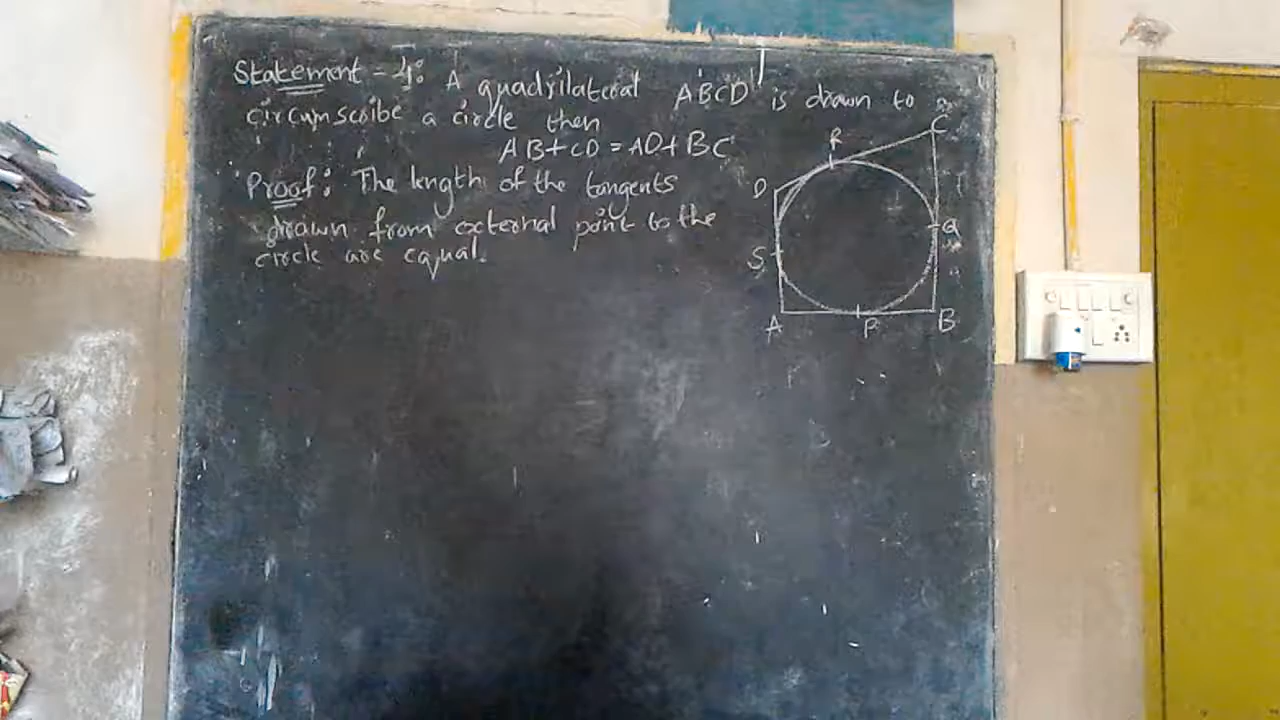 Statement - 4: A quadrilateral ABCD is drawn to
circumscribe a circle then
AB+CD = AD+BC
Proof: The length of the tangents
drawn from external point to the
circle are equal.
C
R
D
Q
S
A
P
B